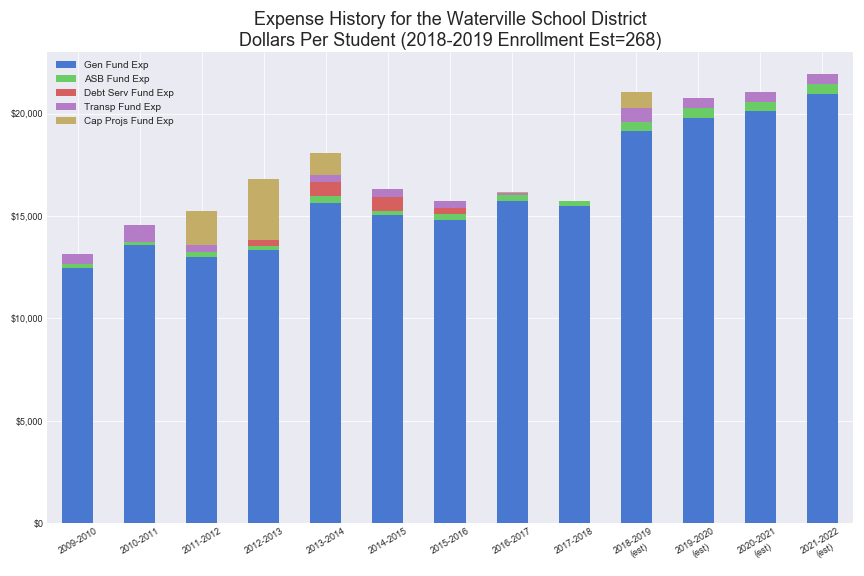 Expense History for the Waterville School District
Dollars Per Student (2018-2019 Enrollment Est=268)
Gen Fund Exp
ASB Fund Exp
Debt Serv Fund Exp
Transp Fund Exp
Cap Projs Fund Exp
$20,000
$15,000
$10,000
$5,000
$0
2009-2010
2010-2011
2011-2012
2012-2013
2013-2014
2014-2015
2015-2016
2016-2017
2017-2018
2018-2019
(est)
2019-2020
(est)
2020-2021
(est)
2021-2022
(est)